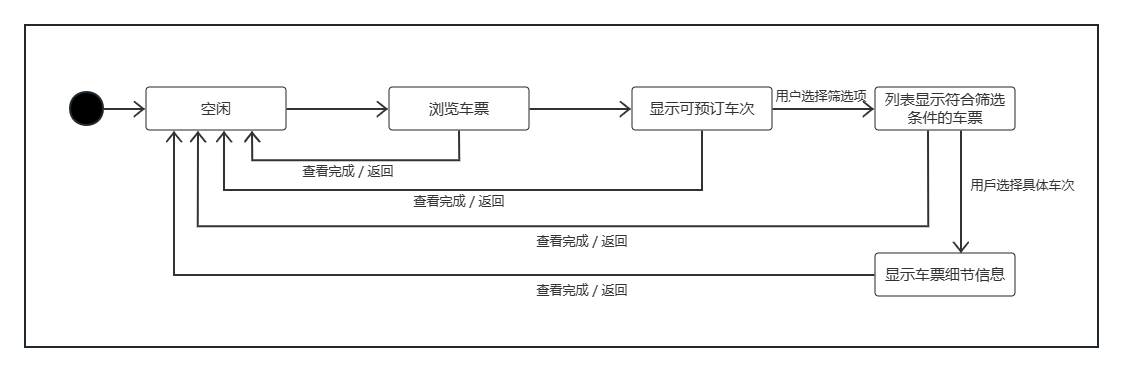 空闲
浏览车票
显示可预订车次
用户选择筛选项
列表显示符合筛选
条件的车票
查看完成 / 返回
用戶选择具体车次
查看完成 / 返回
查看完成 / 返回
显示车票细节信息
查看完成 / 返回